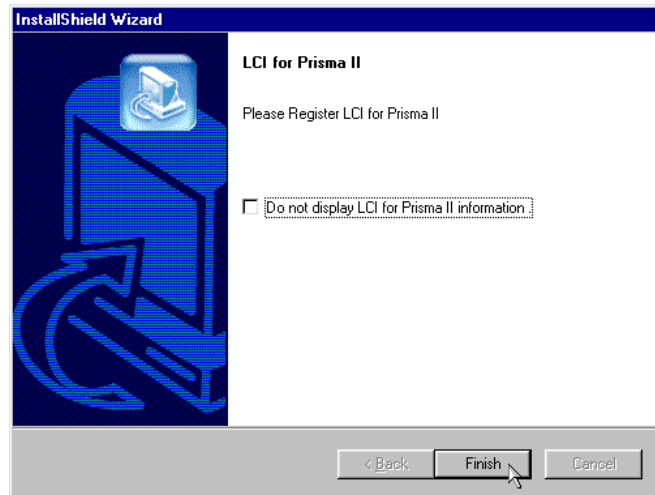 InstallShield Wizard
LCI for Prisma II
Please Register LCI for Prisma II
Do not display LCI for Prisma II information .
< Back
Finish
Cancel